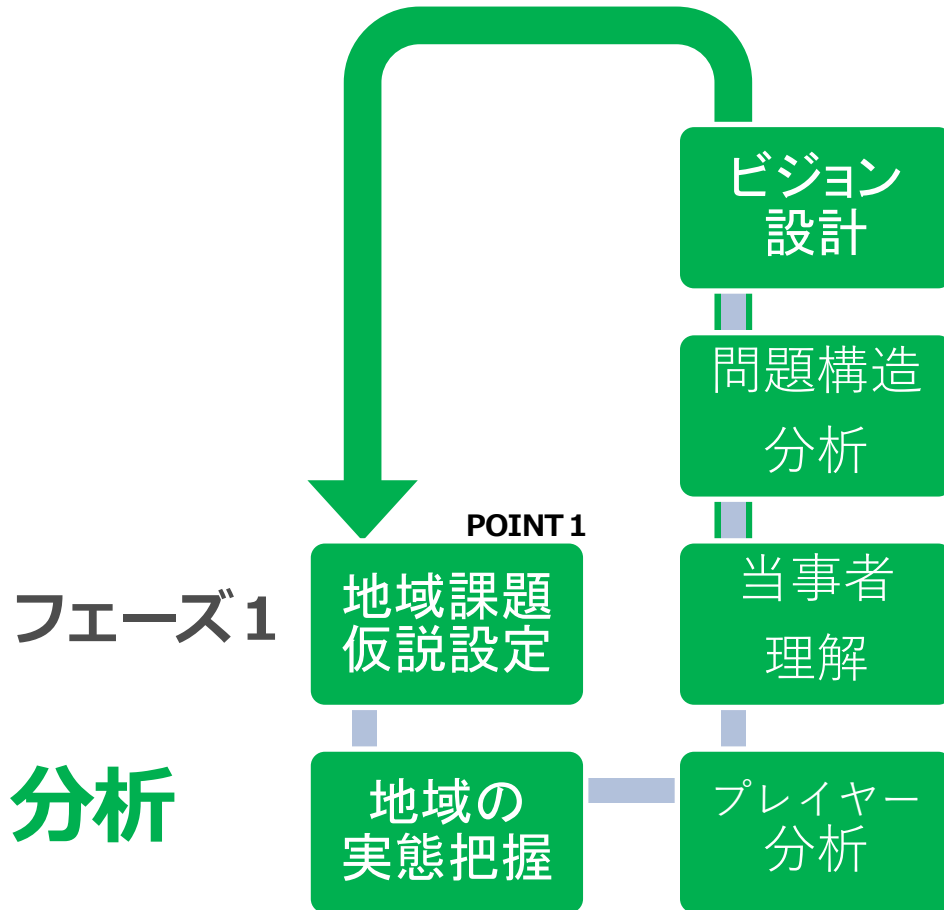 ビジョン
設計
問題構造
分析
POINT 1
フェーズ1
地域課題
仮説設定
当事者
理解
分析
地域の
実態把握
プレイヤー
分析